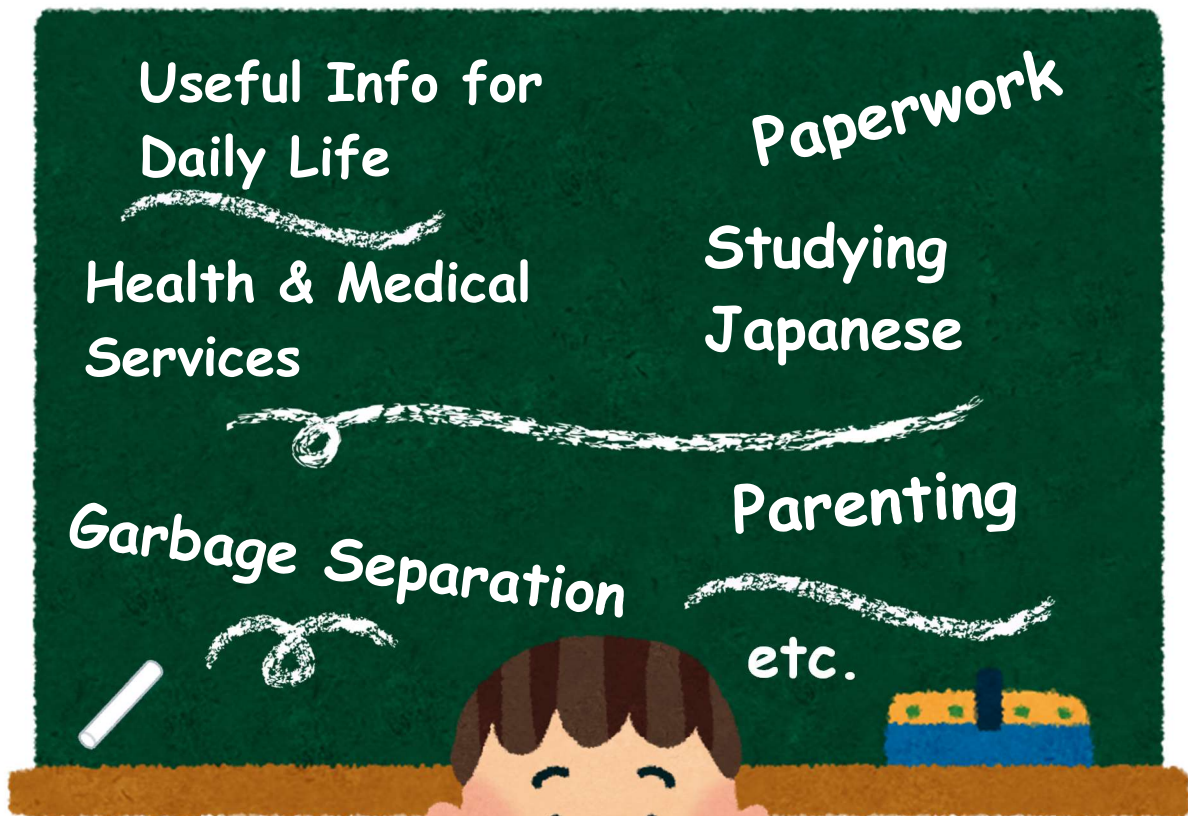 Useful Info for
Daily Life
Health & Medical
Services
Garbage Separation
Paperwork
Studying
Japanese
Parenting
etc.